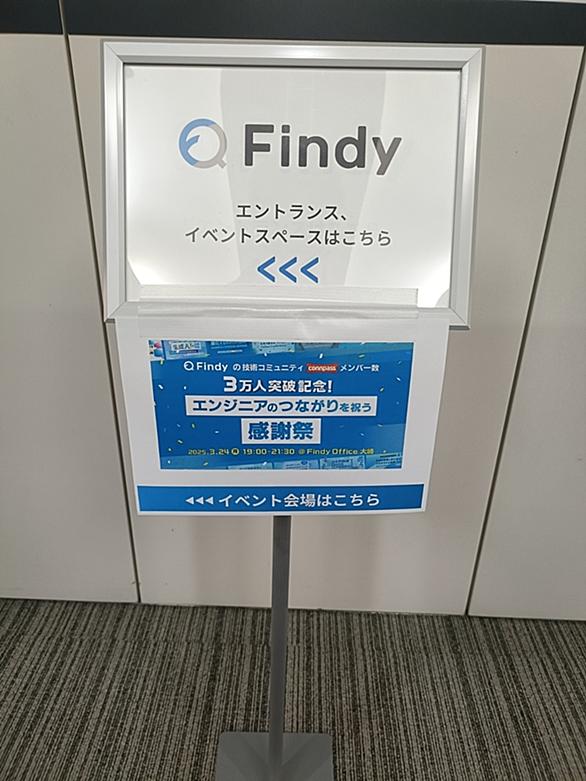 Findy
エントランス、
イベントスペースはこちら
<<<
Findy の技術コミュニティ connpass メンバー数
3万人突破記念!
エンジニアのつながりを祝う
感謝祭
2025.3.24 月 19:00-21:30 @ Findy Office 大崎
◀◀◀ イベント会場はこちら